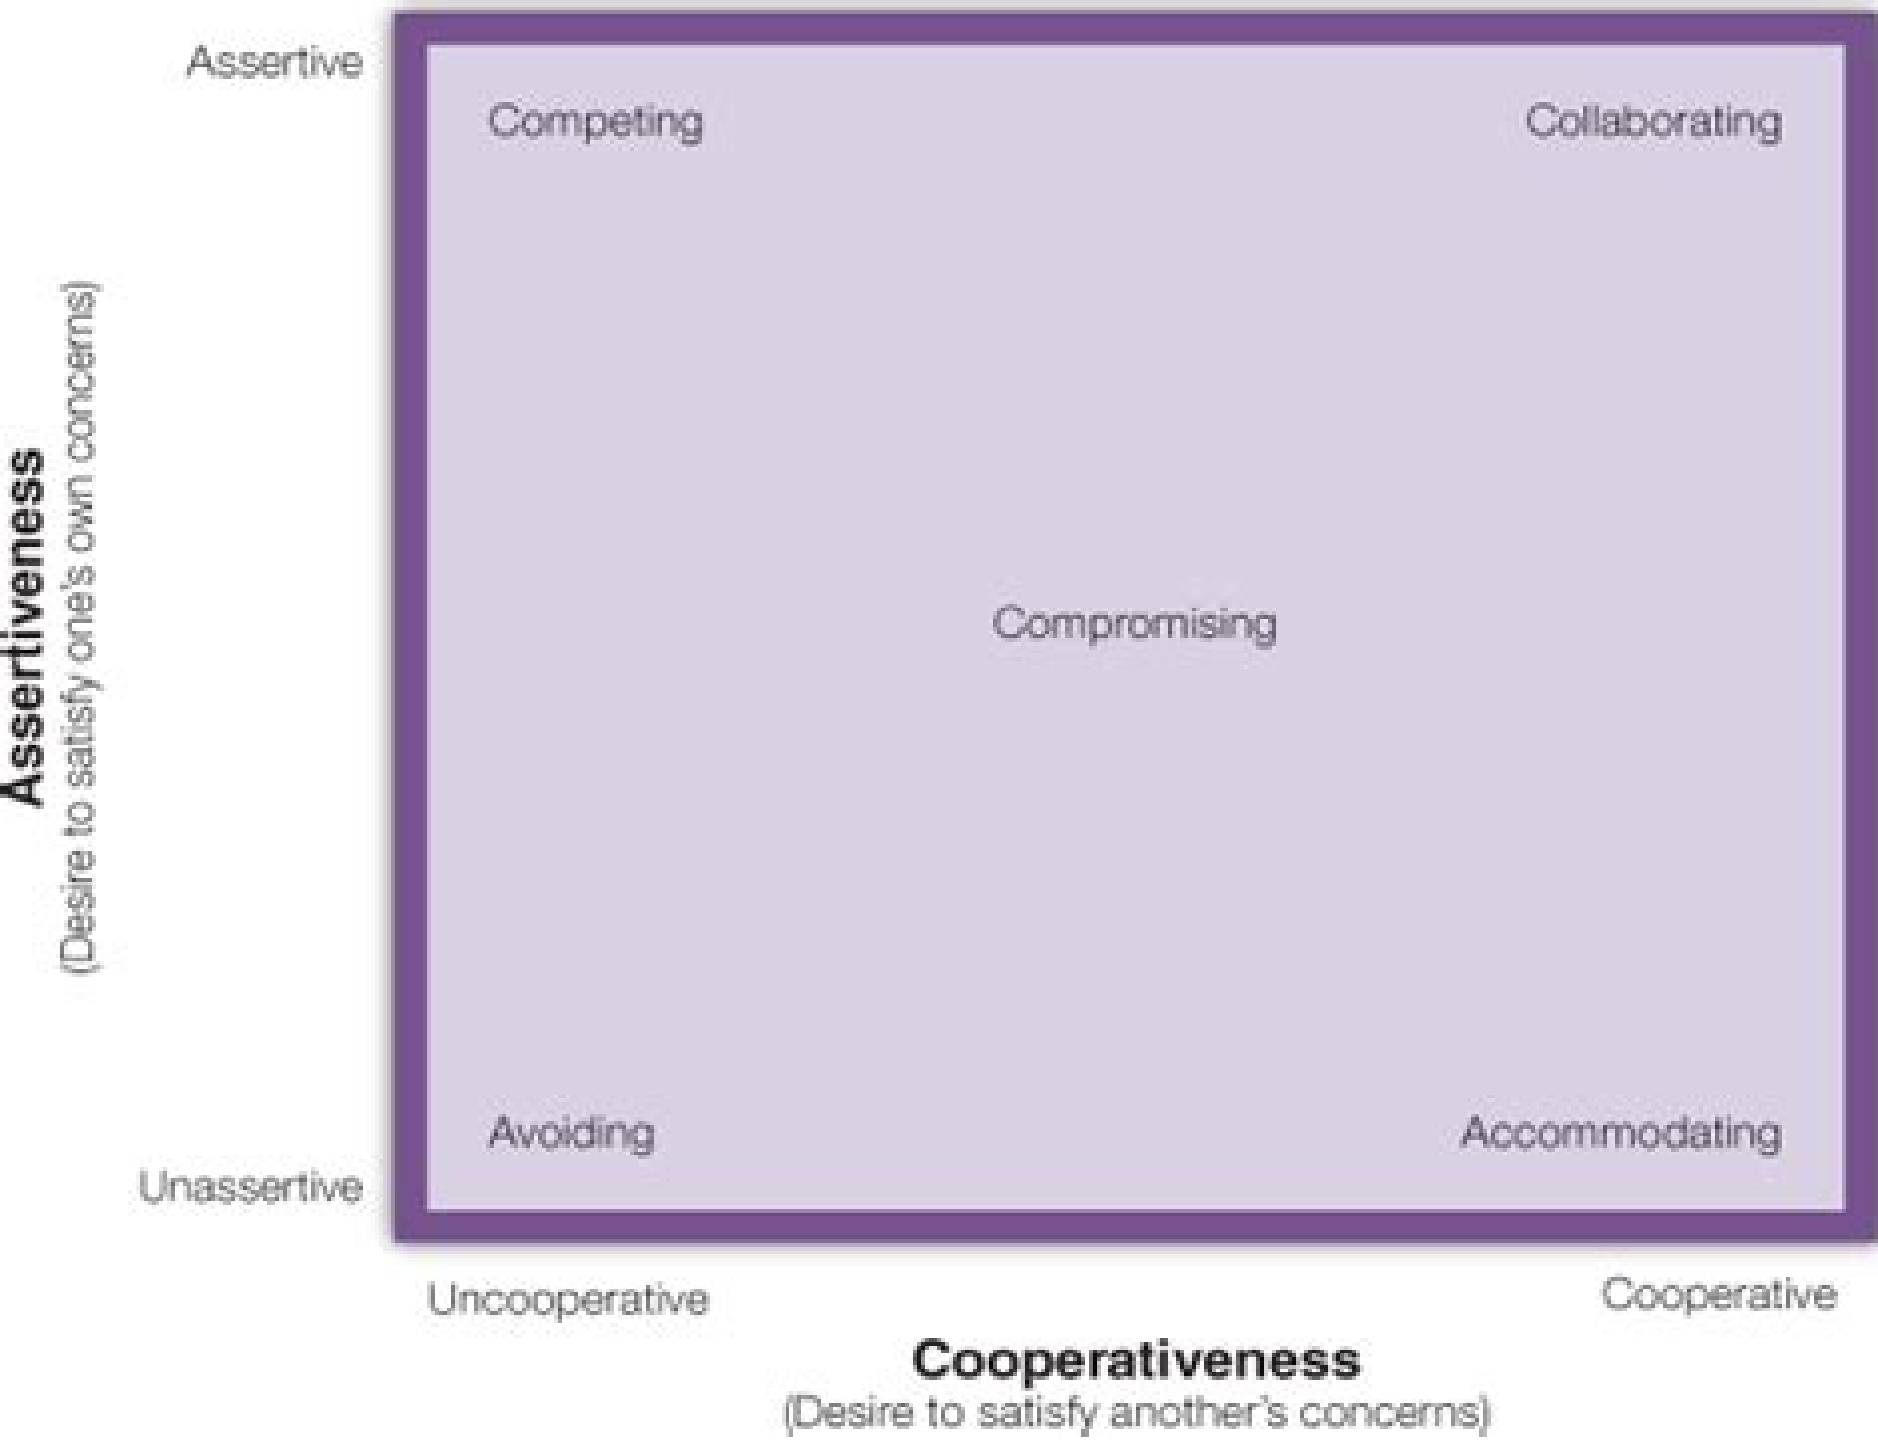 Assertive
Competing
Collaborating
Assertiveness
(Desire to satisfy one's own concerns)
Compromising
Avoiding
Accommodating
Unassertive
Uncooperative
Cooperative
Cooperativeness
(Desire to satisfy another's concerns)